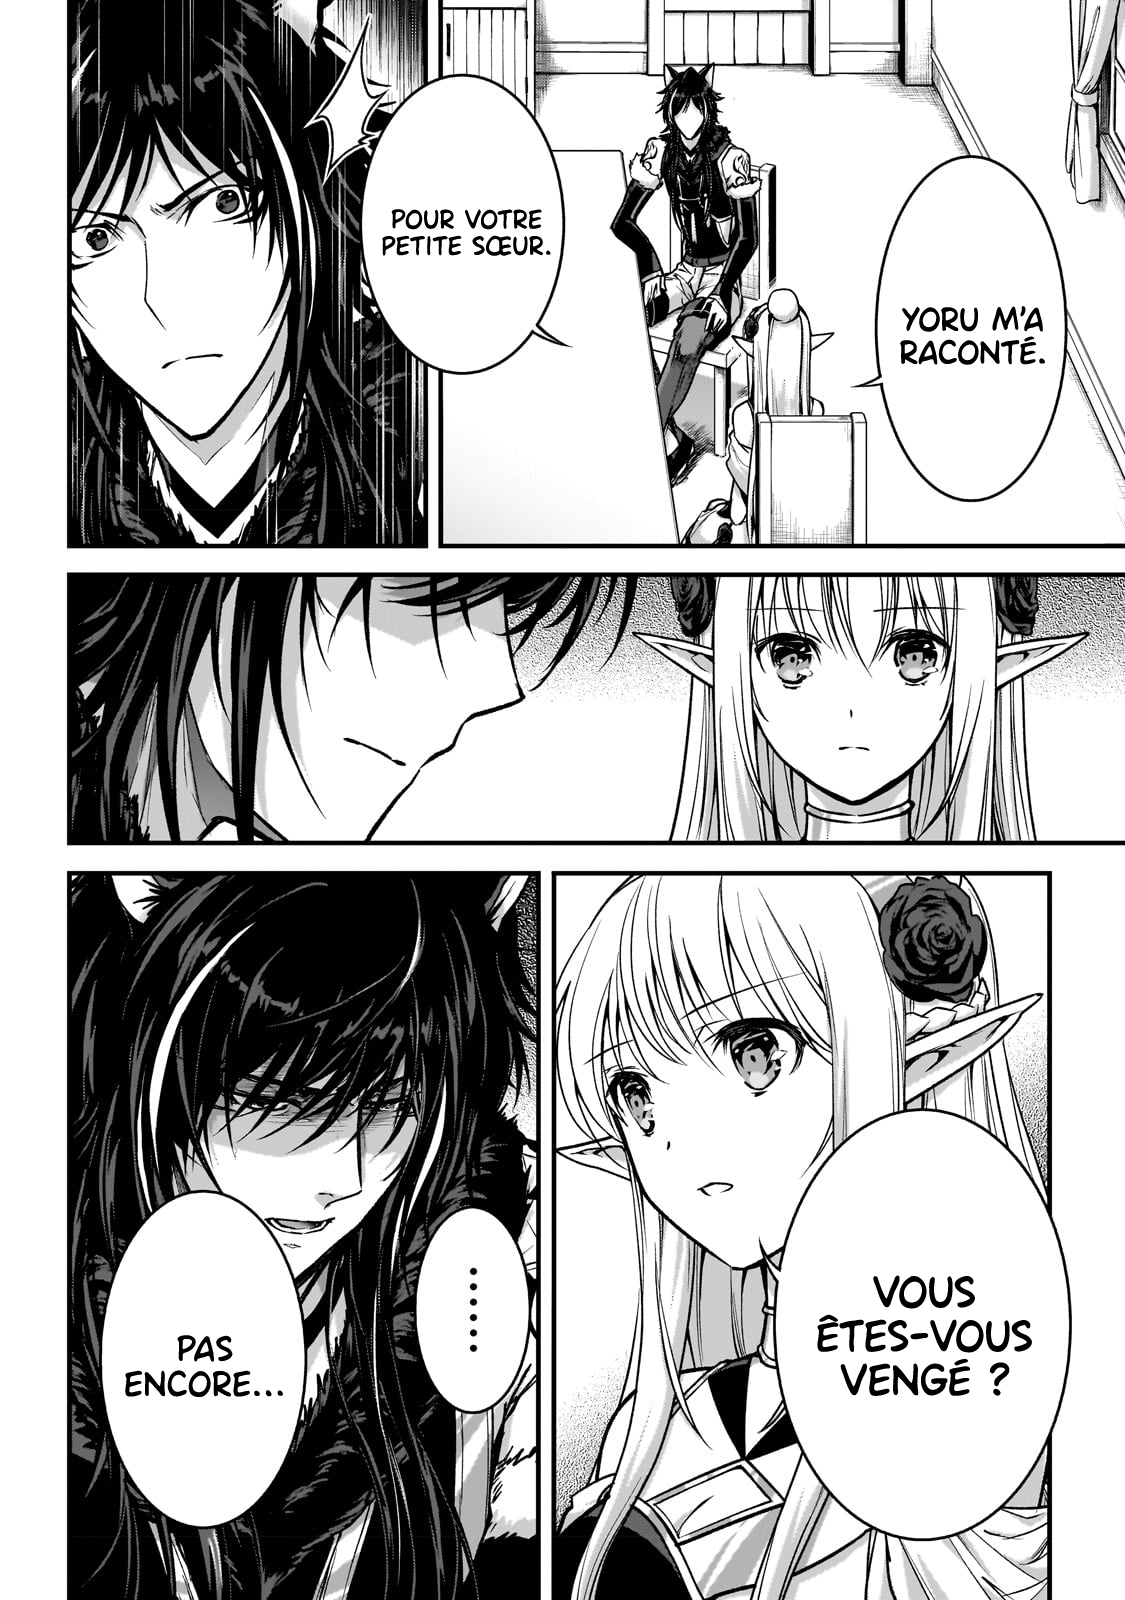 YORU M'A
RACONTÉ.
POUR VOTRE
PETITE SŒUR.
VOUS
ÊTES-VOUS
VENGÉ ?
.....
PAS
ENCORE...